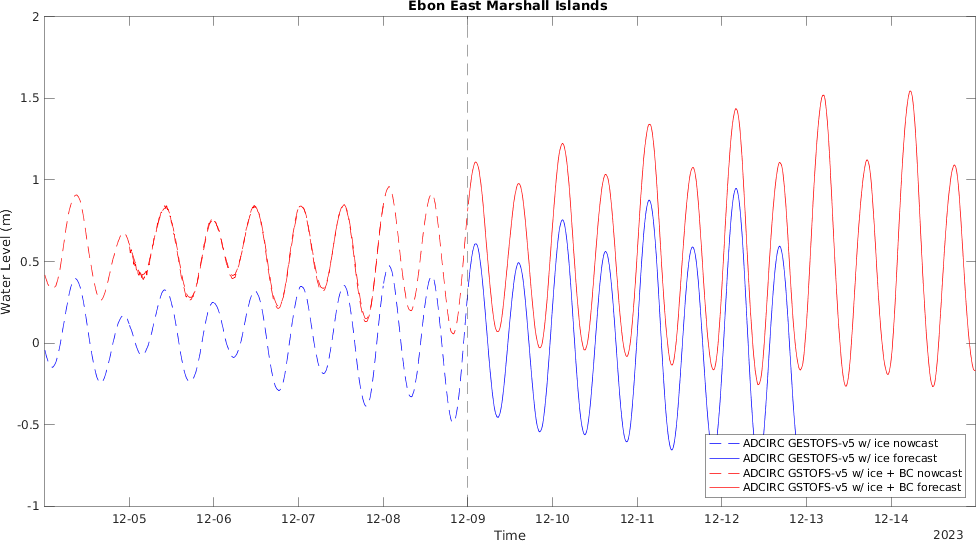 Ebon East Marshall Islands
2
1.5
1
0.5
0
-0.5
-1
Water Level (m)
12-05 12-06 12-07 12-08 12-09 12-10 12-11 12-12 12-13 12-14
Time
2023
ADCIRC GESTOFS-v5 w/ ice nowcast
ADCIRC GESTOFS-v5 w/ ice forecast
ADCIRC GSTOFS-v5 w/ ice + BC nowcast
ADCIRC GSTOFS-v5 w/ ice + BC forecast